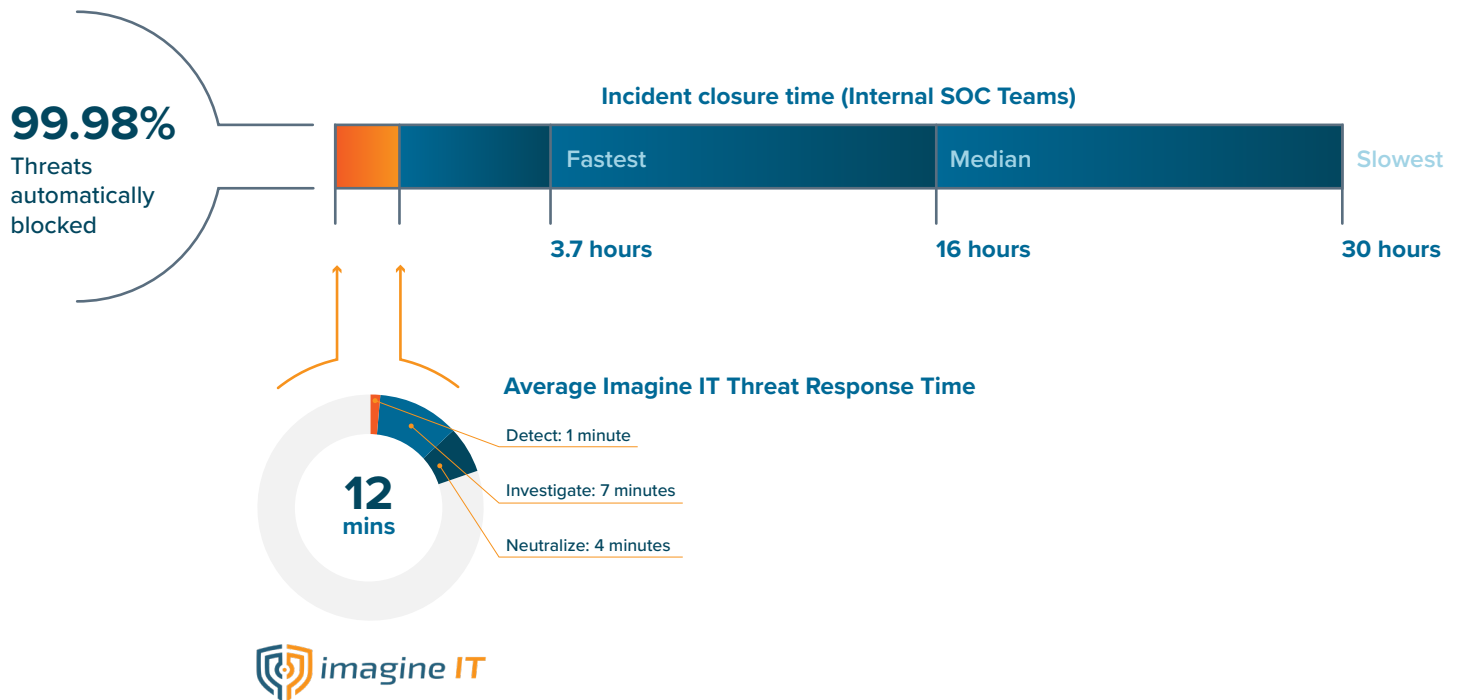 99.98%
Threats
automatically
blocked
Incident closure time (Internal SOC Teams)
Fastest
Median
Slowest
3.7 hours
16 hours
30 hours
Average Imagine IT Threat Response Time
Detect: 1 minute
Investigate: 7 minutes
Neutralize: 4 minutes
12
mins
imagine IT